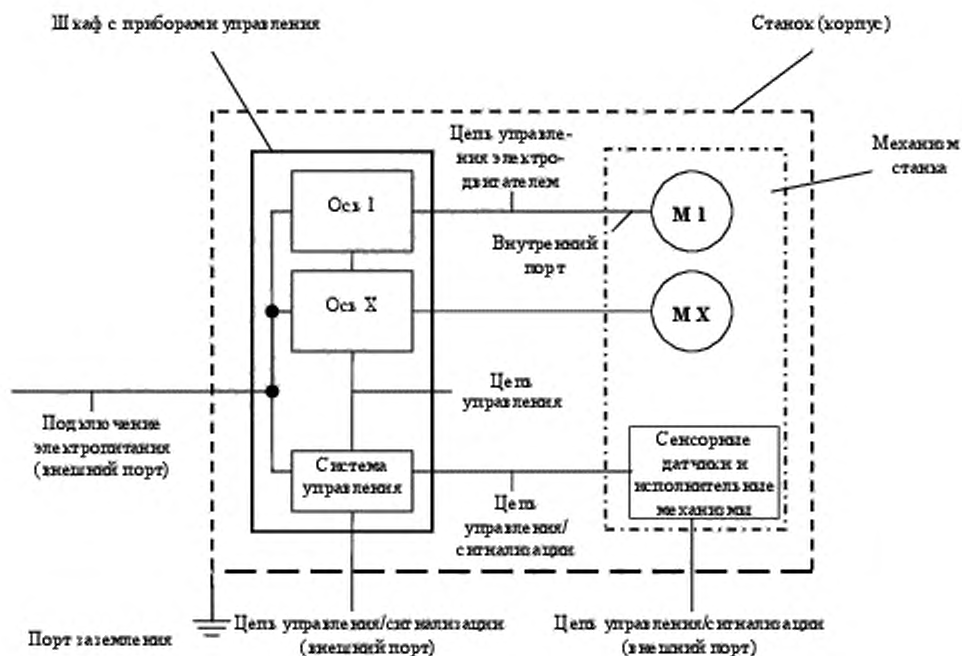 Шкаф с приборами управления
Станок (корпус)
Цепь управле-
ния электро-
двигателем
Механизм
станка
Ось 1
М 1
Внутренний
порт
Ось X
М X
Цепь
управления
Подключение
электропитания
(внешний порт)
Система
управления
Сенсорные
датчики и
исполнительные
механизмы
Цепь
управления/
сигнализации
Порт заземления
Цепь управления/сигнализации
(внешний порт)
Цепь управления/сигнализации
(внешний порт)